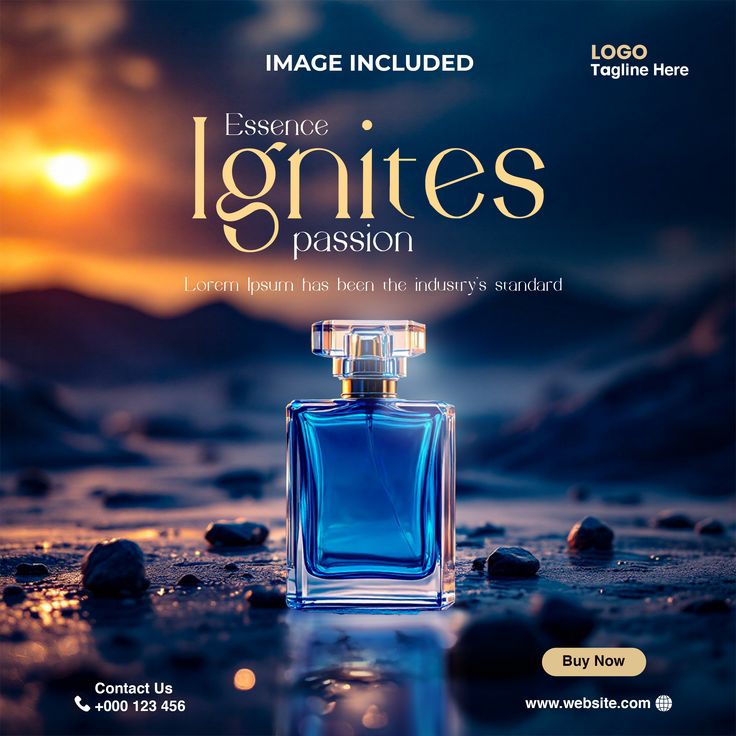 IMAGE INCLUDED
LOGO
Tagline Here
Essence
Ignites
passion
Lorem Ipsum has been the industry's standard
Buy Now
Contact Us
+000 123 456
www.website.com